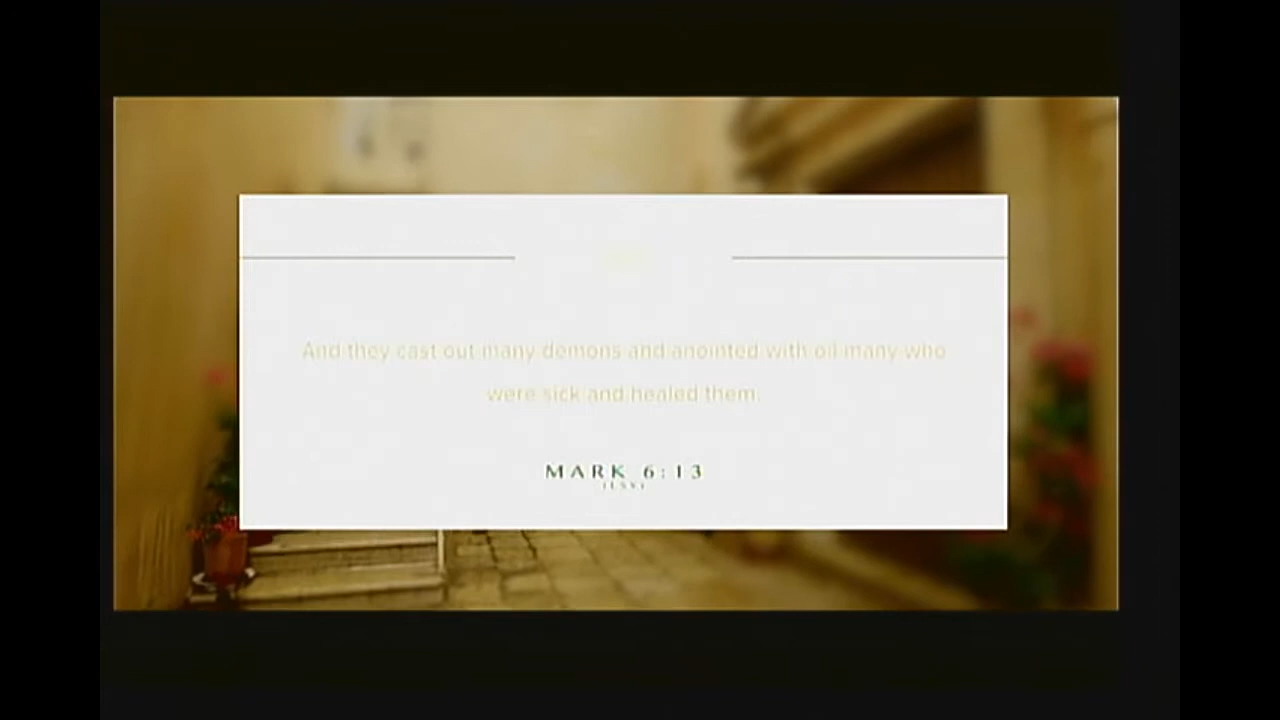 And they cast out many demons and anointed with oil many who
were sick and healed them.
MARK 6:13
(ESV)